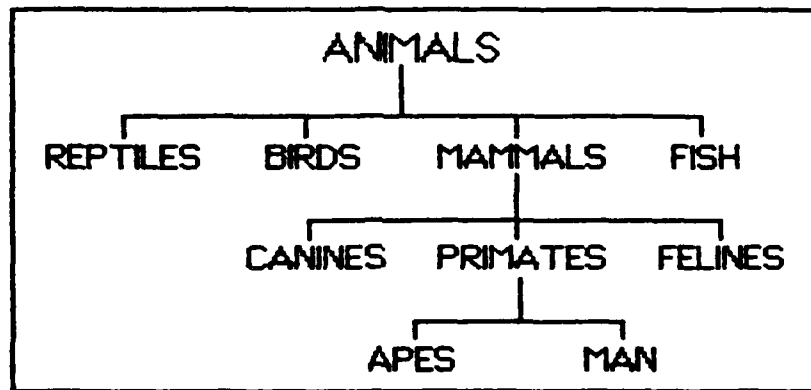 ANIMALS
REPTILES BIRDS MAMMALS FISH
CANINES PRIMATES FELINES
APES MAN